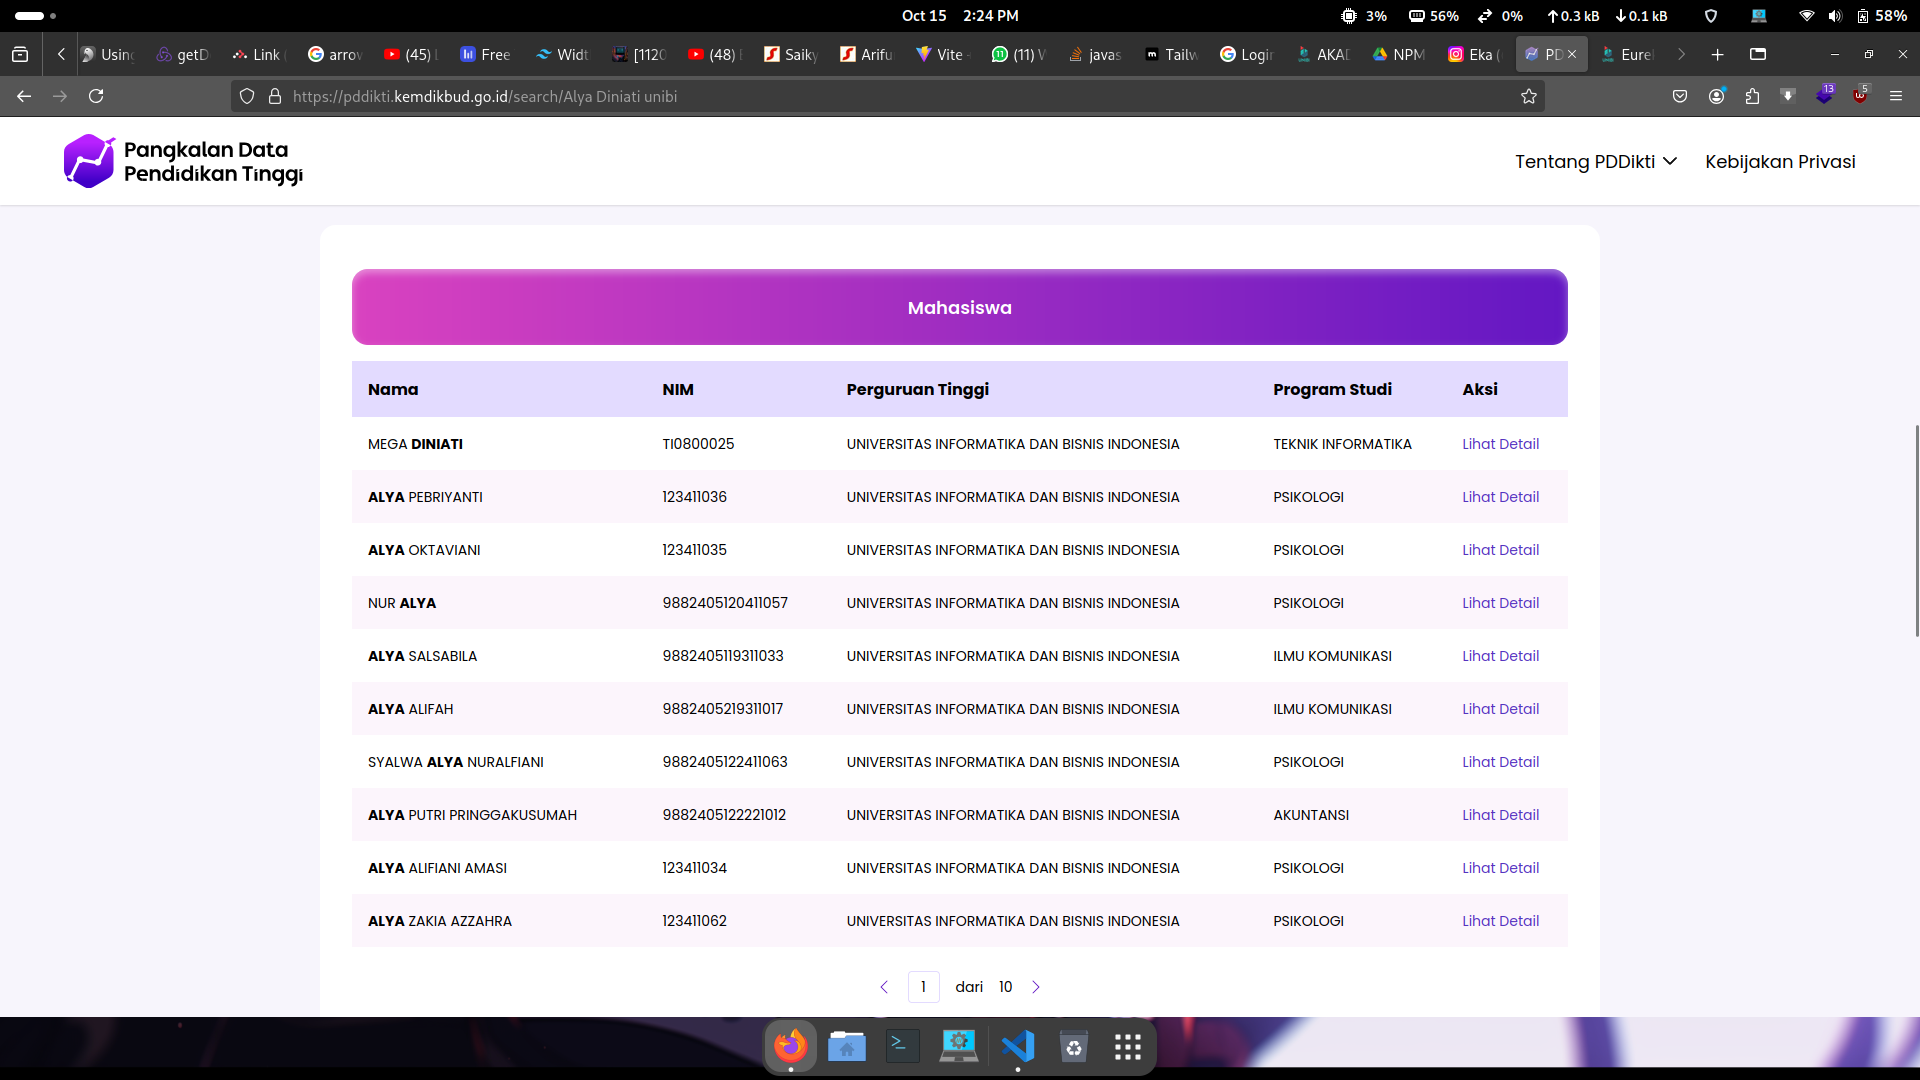 Oct 15 2:24 PM
3% 56% 0% 0.3 kB 0.1 kB 58%
Using getD Link arrow (45) Free Widt [1120 (48) Saiky Arifu Vite (11) javas Tailw Login AKA NPM Eka ( PD Eurel
13 5
https://pddikti.kemdikbud.go.id/search/Alya Diniati unibi
Pangkalan Data
Pendidikan Tinggi
Tentang PDDikti Kebijakan Privasi
Mahasiswa
Nama NIM Perguruan Tinggi Program Studi Aksi
MEGA DINIATI TI0800025 UNIVERSITAS INFORMATIKA DAN BISNIS INDONESIA TEKNIK INFORMATIKA Lihat Detail
ALYA PEBRIYANTI 123411036 UNIVERSITAS INFORMATIKA DAN BISNIS INDONESIA PSIKOLOGI Lihat Detail
ALYA OKTAVIANI 123411035 UNIVERSITAS INFORMATIKA DAN BISNIS INDONESIA PSIKOLOGI Lihat Detail
NUR ALYA 9882405120411057 UNIVERSITAS INFORMATIKA DAN BISNIS INDONESIA PSIKOLOGI Lihat Detail
ALYA SALSABILA 9882405119311033 UNIVERSITAS INFORMATIKA DAN BISNIS INDONESIA ILMU KOMUNIKASI Lihat Detail
ALYA ALIFAH 9882405219311017 UNIVERSITAS INFORMATIKA DAN BISNIS INDONESIA ILMU KOMUNIKASI Lihat Detail
SYALWA ALYA NURALFIANI 9882405122411063 UNIVERSITAS INFORMATIKA DAN BISNIS INDONESIA PSIKOLOGI Lihat Detail
ALYA PUTRI PRINGGAKUSUMAH 9882405122221012 UNIVERSITAS INFORMATIKA DAN BISNIS INDONESIA AKUNTANSI Lihat Detail
ALYA ALIFIANI AMASI 123411034 UNIVERSITAS INFORMATIKA DAN BISNIS INDONESIA PSIKOLOGI Lihat Detail
ALYA ZAKIA AZZAHRA 123411062 UNIVERSITAS INFORMATIKA DAN BISNIS INDONESIA PSIKOLOGI Lihat Detail
1 dari 10